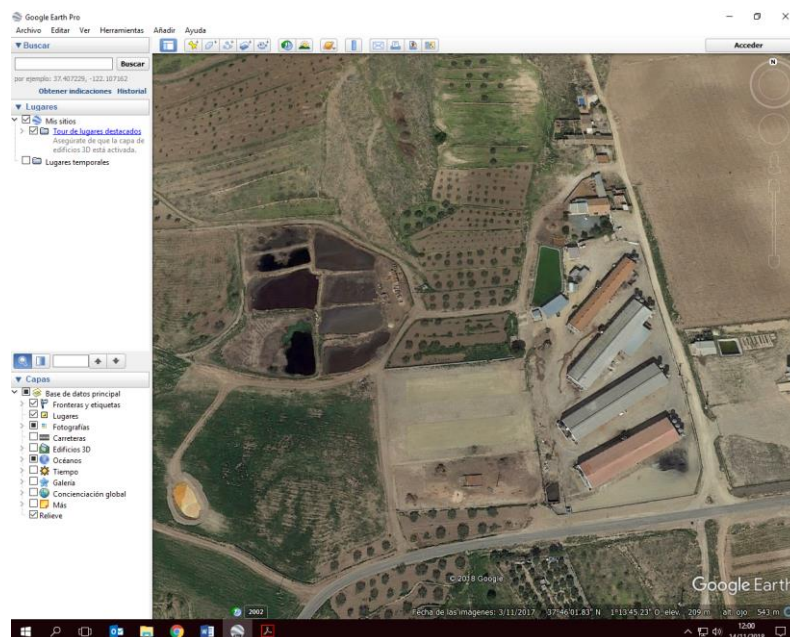 Google Earth Pro
Archivo Editar Ver Herramientas Añadir Ayuda
Buscar
Buscar
por ejemplo: 37.407229, -122.107162
Obtener indicaciones Historial
Lugares
Mis sitios
Tour de lugares destacados
Asegúrate de que la capa de
edificios 3D está activada.
Lugares temporales
Capas
Base de datos principal
Fronteras y etiquetas
Lugares
Fotografías
Carreteras
Edificios 3D
Océanos
Tiempo
Galería
Concienciación global
Más
Relieve
Acceder
N
© 2018 Google
Google Earth
2002
Fecha de las imágenes: 3/11/2017 37°46'01.83" N 1°13'45.23" O elev. 209 m alt. ojo 543 m
12:00
14/11/2018